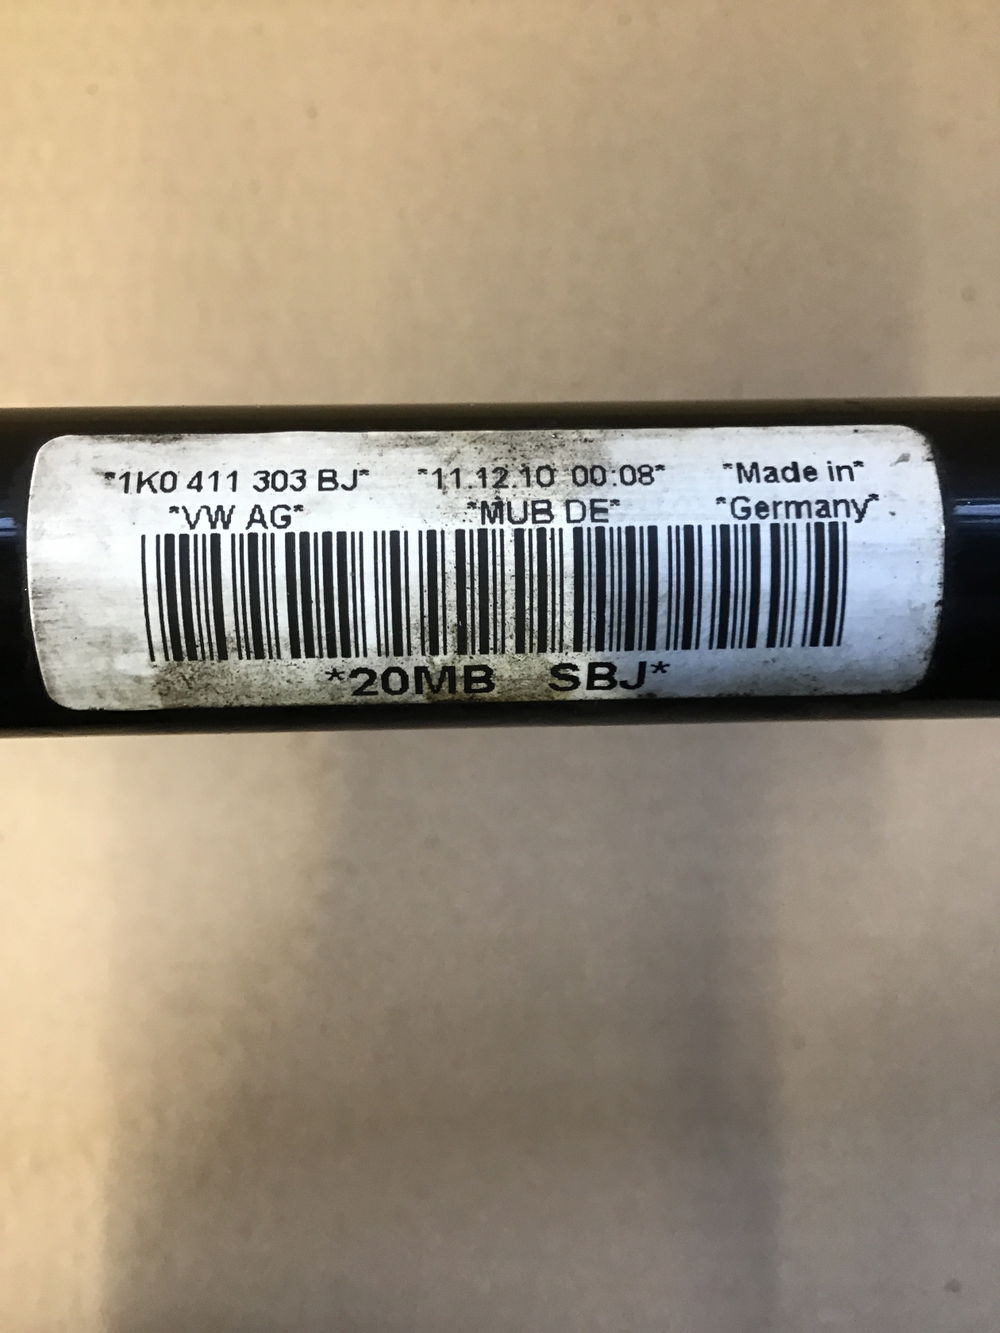 *1K0 411 303 BJ* *11.12.10 00:08* *Made in*
*VW AG* *MUB DE* *Germany*
*20MB SBJ*